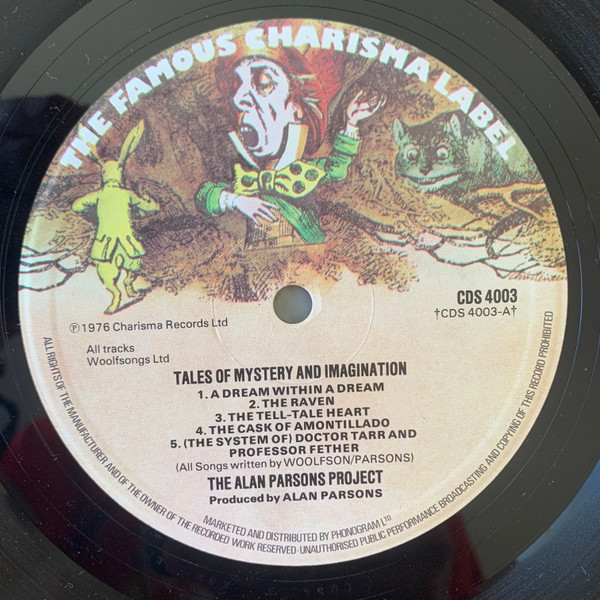 THE FAMOUS CHARISMA LABEL
CDS 4003
†CDS 4003-A†
℗ 1976 Charisma Records Ltd
All tracks
Woolfsongs Ltd
TALES OF MYSTERY AND IMAGINATION
1. A DREAM WITHIN A DREAM
2. THE RAVEN
3. THE TELL-TALE HEART
4. THE CASK OF AMONTILLADO
5. (THE SYSTEM OF) DOCTOR TARR AND
PROFESSOR FETHER
(All Songs written by WOOLFSON/PARSONS)
THE ALAN PARSONS PROJECT
Produced by ALAN PARSONS
MARKETED AND DISTRIBUTED BY PHONOGRAM LTD
ALL RIGHTS OF THE MANUFACTURER AND OF THE OWNER OF THE RECORDED WORK RESERVED·UNAUTHORISED PUBLIC PERFORMANCE BROADCASTING AND COPYING OF THIS RECORD PROHIBITED